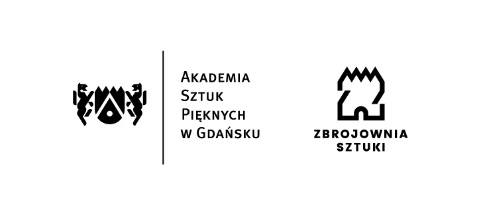 Akademia
Sztuk
Pięknych
w Gdańsku
ZBROJOWNIA
SZTUKI